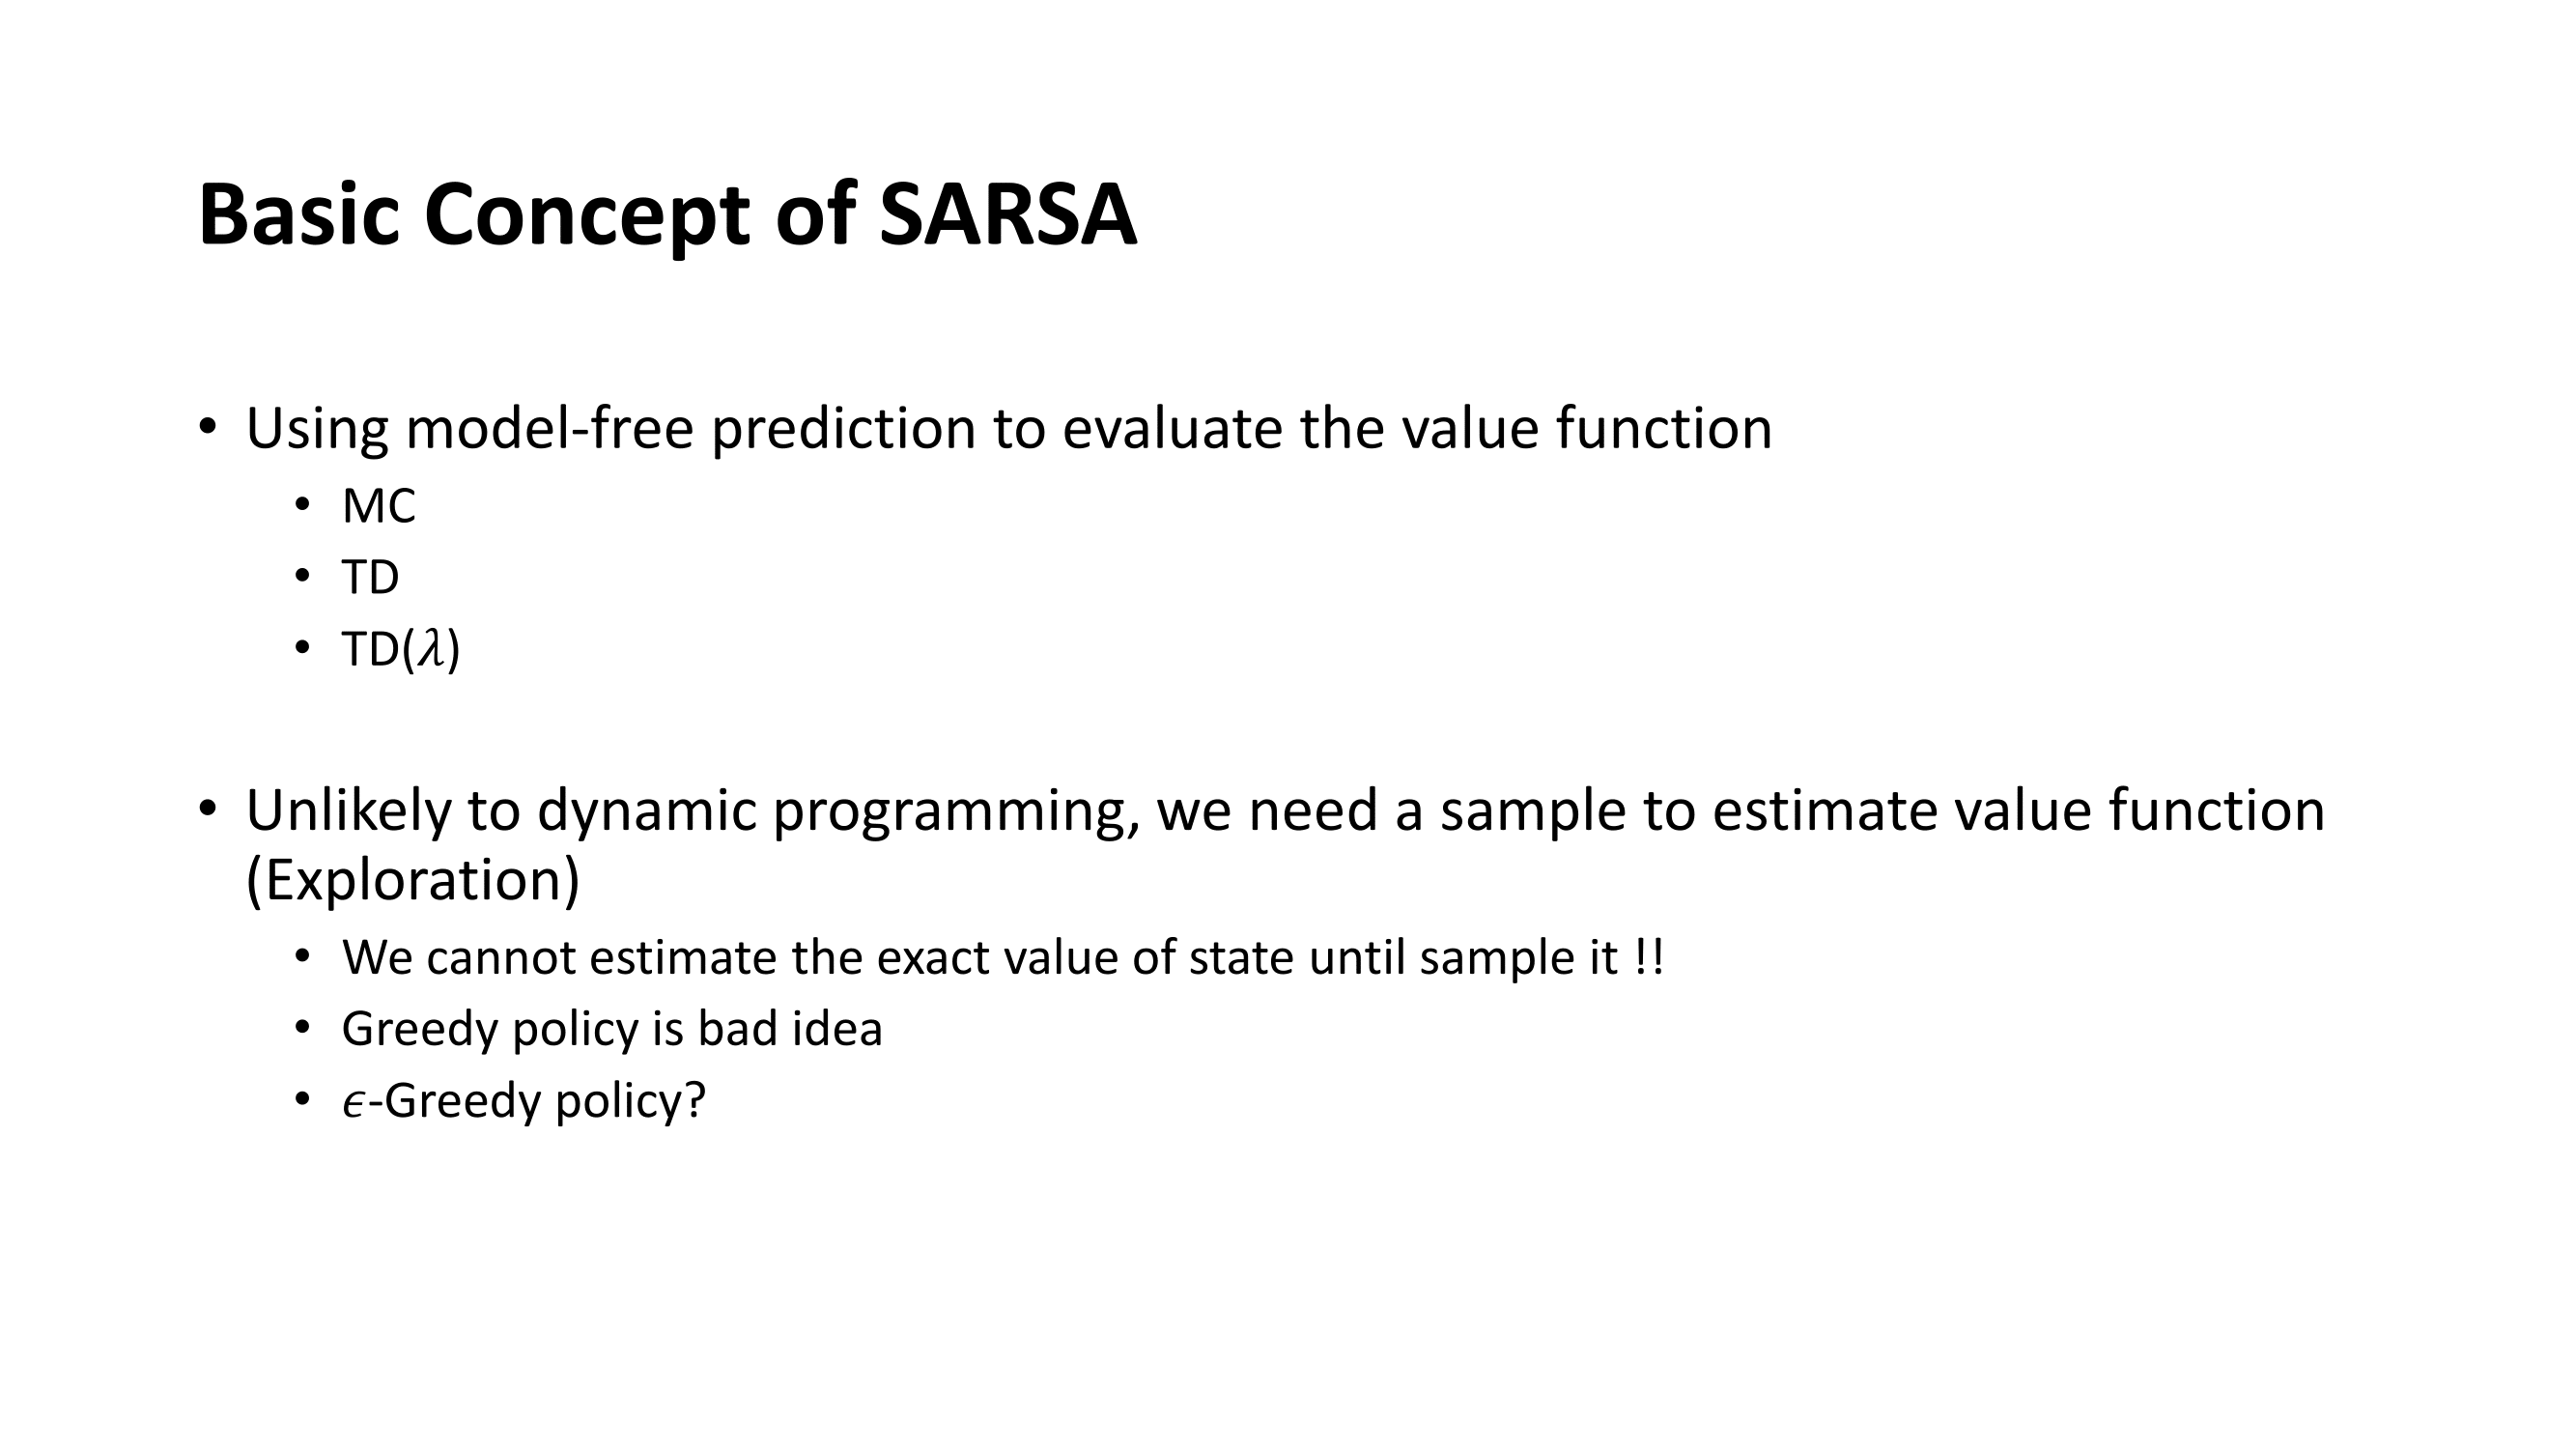 Basic Concept of SARSA
• Using model-free prediction to evaluate the value function
• MC
• TD
• TD(λ)
• Unlikely to dynamic programming, we need a sample to estimate value function
(Exploration)
• We cannot estimate the exact value of state until sample it !!
• Greedy policy is bad idea
• ϵ-Greedy policy?